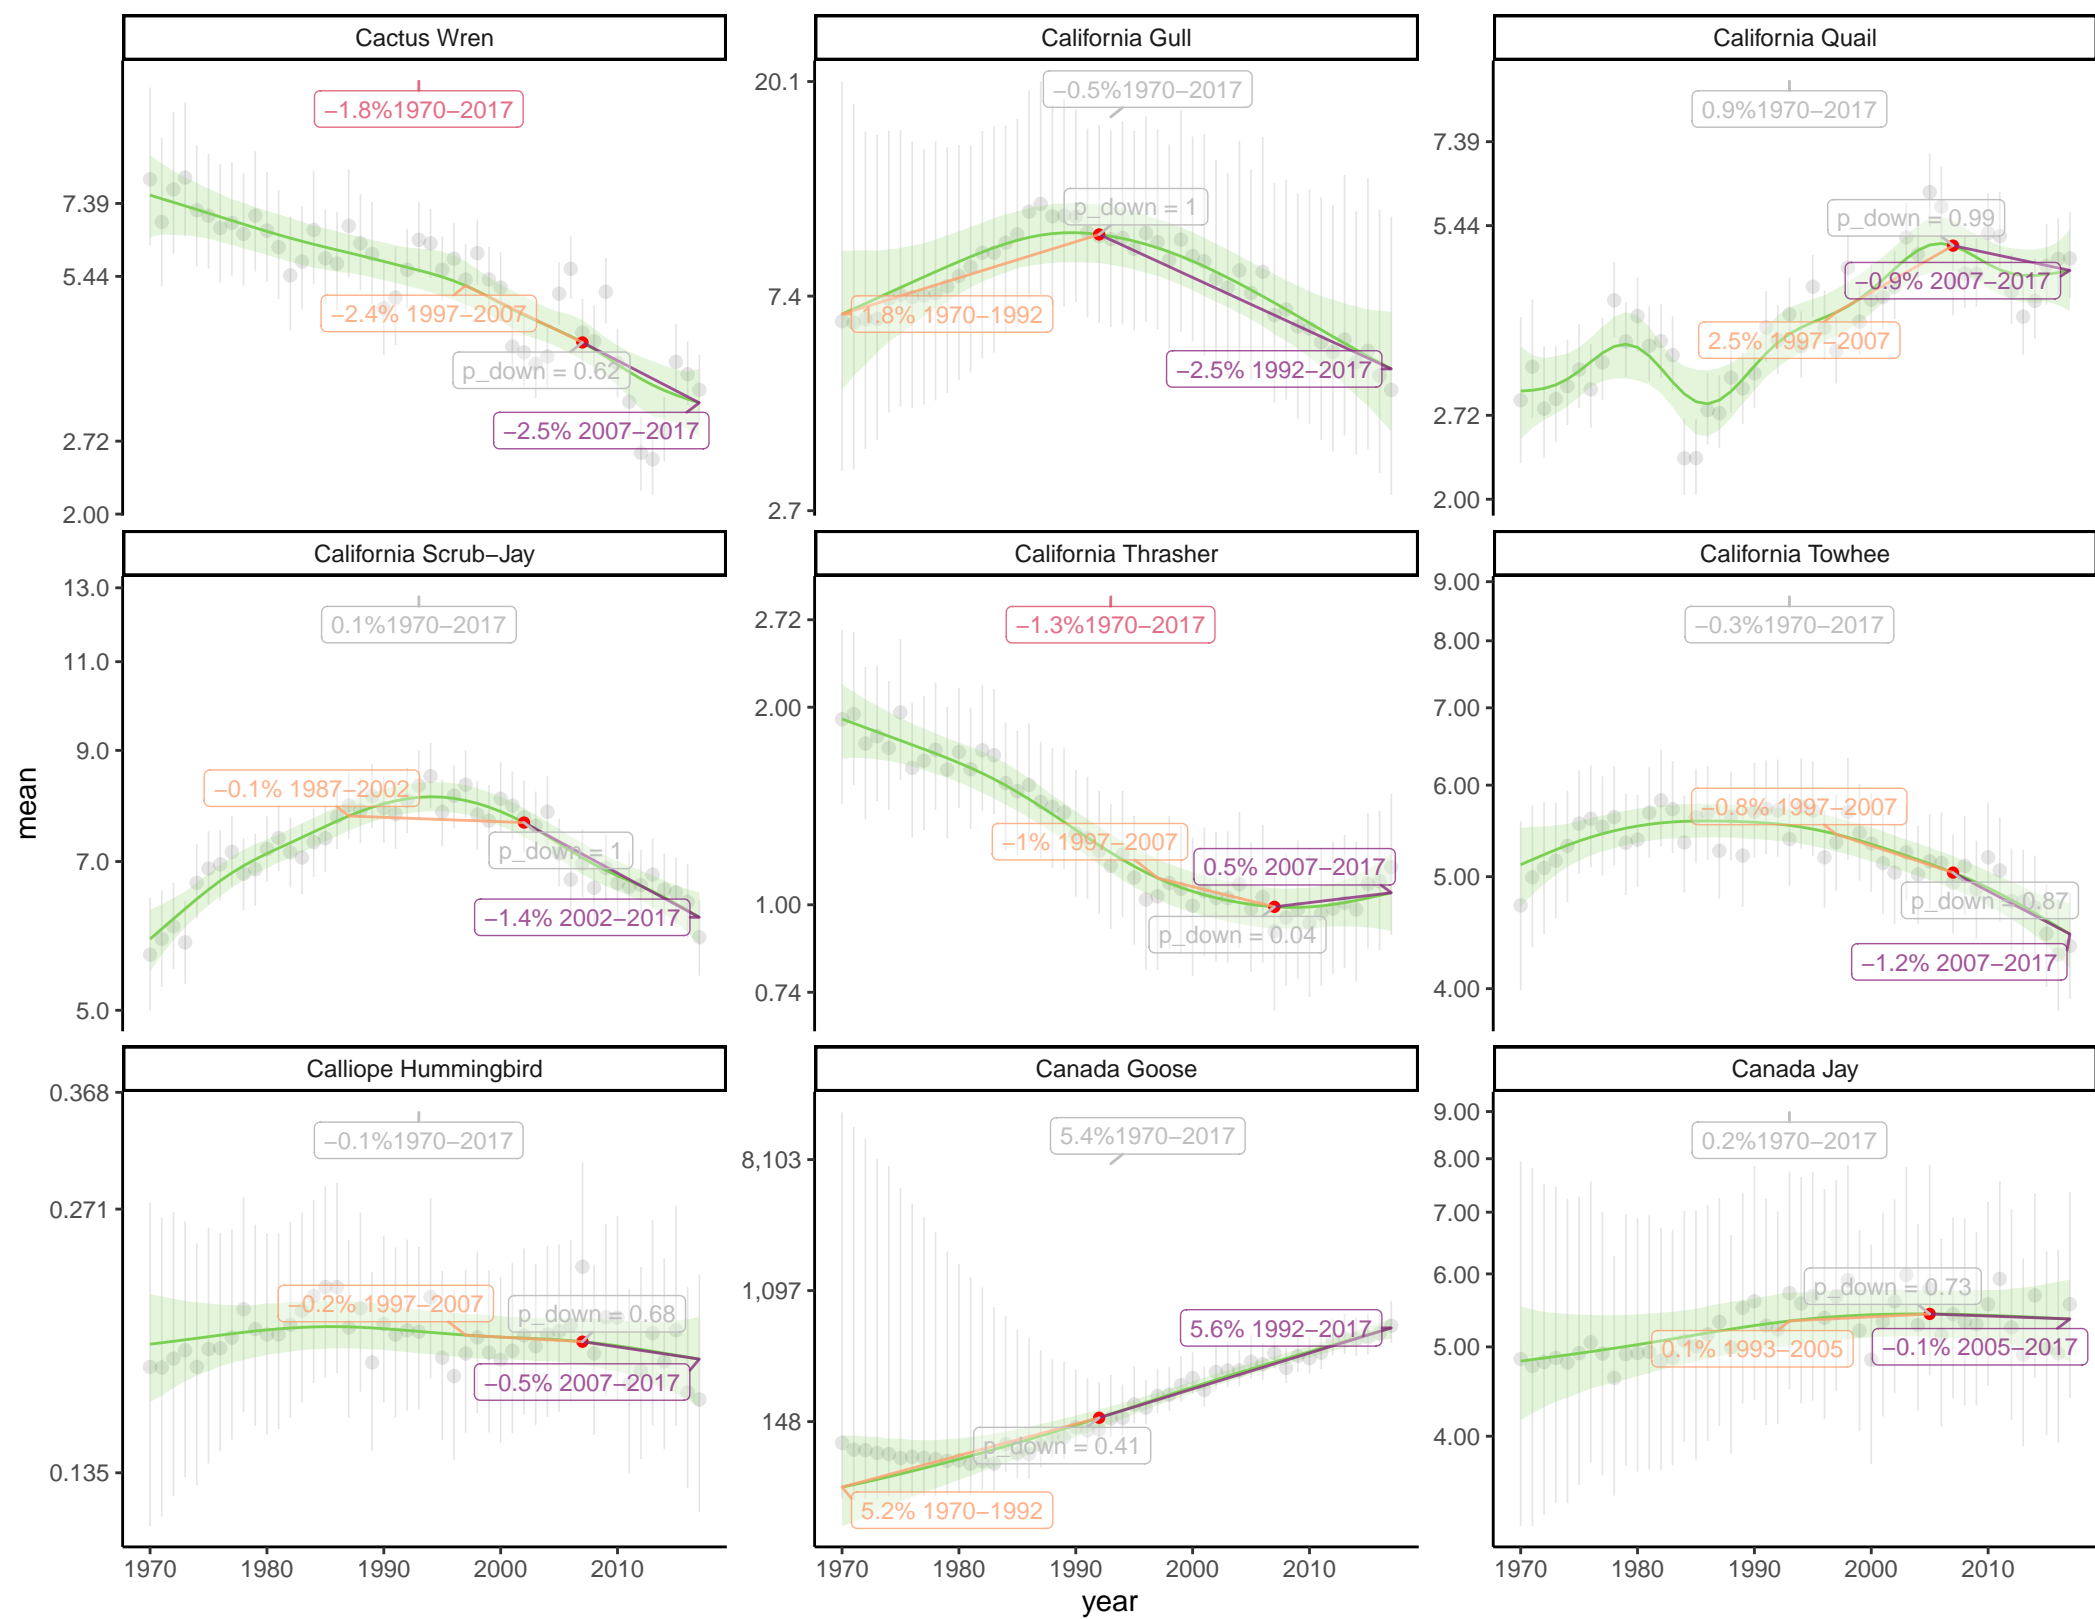 Cactus Wren
−1.8%1970−2017
7.39
5.44
2.72
2.00
−2.4% 1997−2007
p_down = 0.62
−2.5% 2007−2017
California Gull
−0.5%1970−2017
20.1
7.4
2.7
p_down = 1
1.8% 1970−1992
−2.5% 1992−2017
California Quail
0.9%1970−2017
7.39
5.44
2.72
2.00
p_down = 0.99
−0.9% 2007−2017
2.5% 1997−2007
California Scrub−Jay
0.1%1970−2017
13.0
11.0
9.0
7.0
5.0
−0.1% 1987−2002
p_down = 1
−1.4% 2002−2017
California Thrasher
−1.3%1970−2017
2.72
2.00
1.00
0.74
−1% 1997−2007
0.5% 2007−2017
p_down = 0.04
California Towhee
−0.3%1970−2017
9.00
8.00
7.00
6.00
5.00
4.00
−0.8% 1997−2007
p_down = 0.87
−1.2% 2007−2017
Calliope Hummingbird
−0.1%1970−2017
0.368
0.271
0.135
−0.2% 1997−2007
p_down = 0.68
−0.5% 2007−2017
1970 1980 1990 2000 2010
Canada Goose
5.4%1970−2017
8,103
1,097
148
5.6% 1992−2017
p_down = 0.41
5.2% 1970−1992
1970 1980 1990 2000 2010
Canada Jay
0.2%1970−2017
9.00
8.00
7.00
6.00
5.00
4.00
p_down = 0.73
0.1% 1993−2005
−0.1% 2005−2017
1970 1980 1990 2000 2010
mean
year